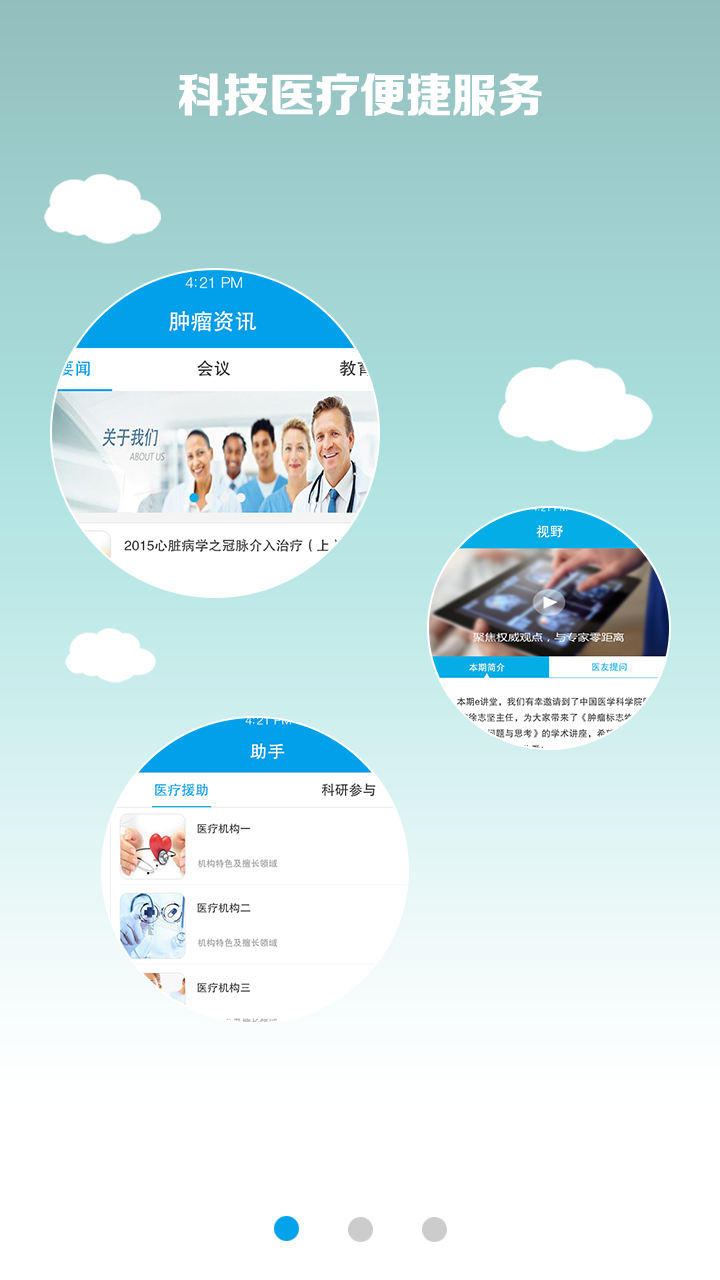 科技医疗便捷服务
4:21 PM
肿瘤资讯
要闻 会议 教育
关于我们
ABOUT US
2015心脏病学之冠脉介入治疗（上）
4:21 PM
视野
聚焦权威观点，与专家零距离
本期简介 医友提问
本期e讲堂，我们有幸邀请到了中国医学科学院
徐志坚主任，为大家带来了《肿瘤标志
问题与思考》的学术讲座，希
4:21 PM
助手
医疗援助 科研参与
医疗机构一
机构特色及擅长领域
医疗机构二
机构特色及擅长领域
医疗机构三